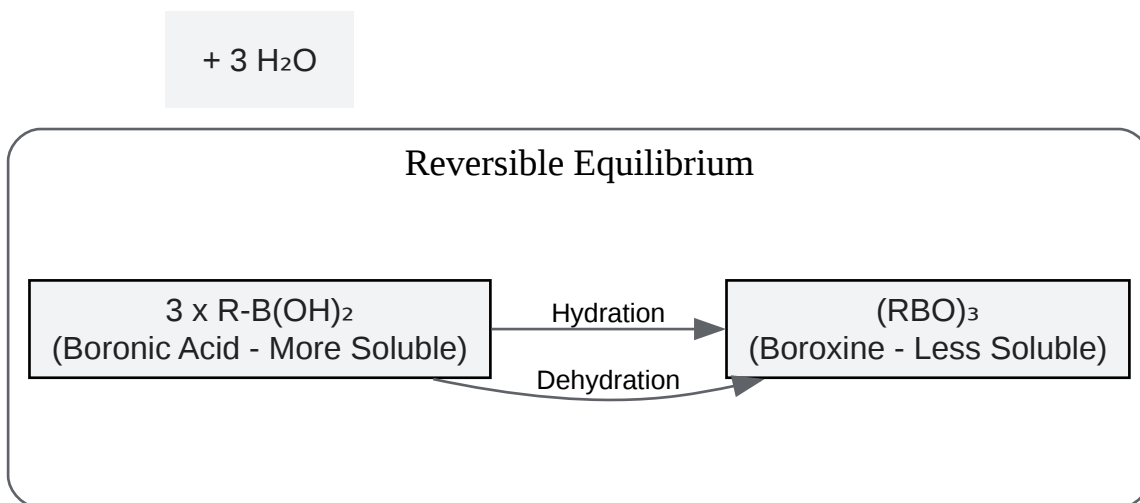 + 3 H₂O
Reversible Equilibrium
3 x R-B(OH)₂
(Boronic Acid - More Soluble)
Hydration
Dehydration
(RBO)₃
(Boroxine - Less Soluble)